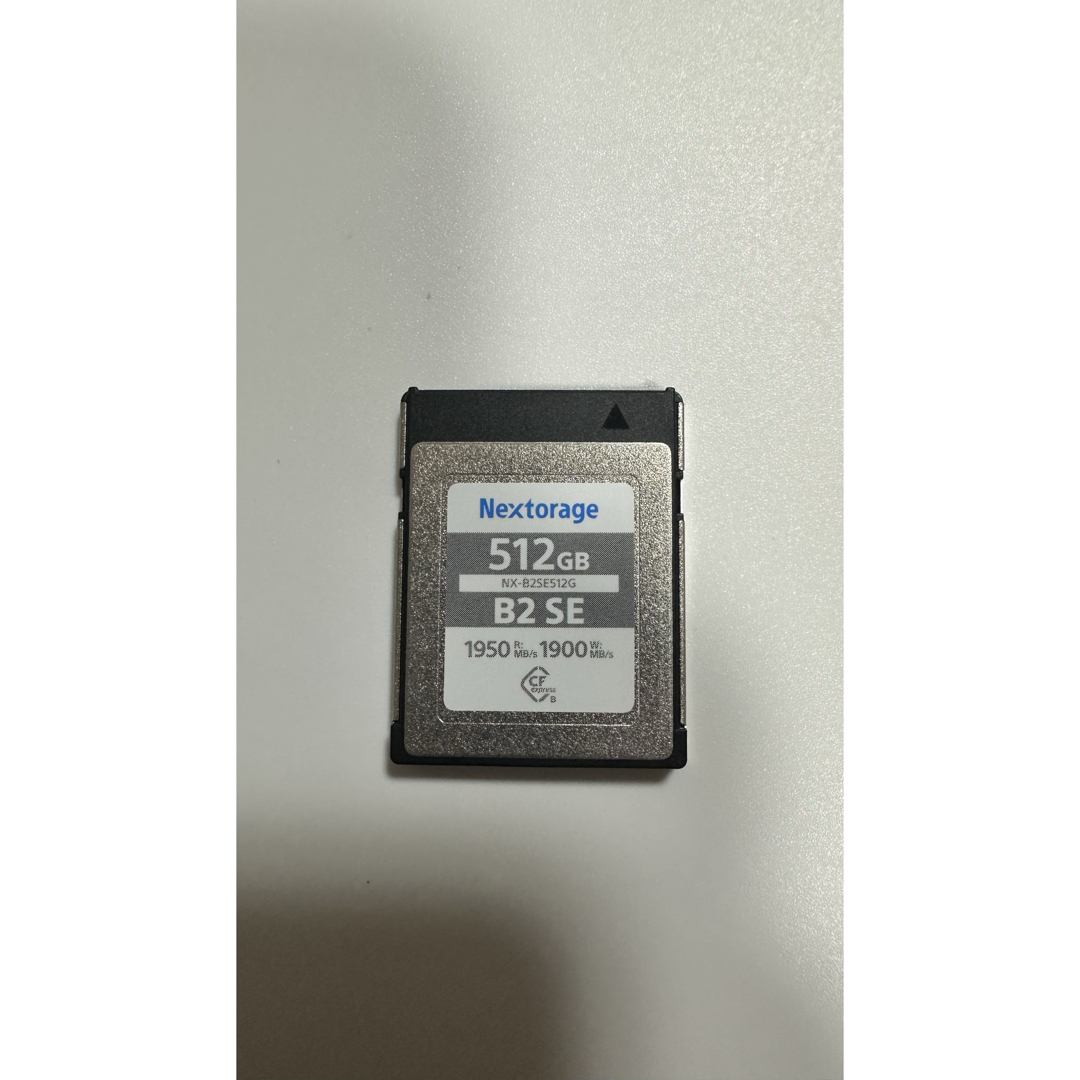 Nextorage
512GB
NX-B2SE512G
B2 SE
1950 R: MB/s 1900 W: MB/s
CF
express
B